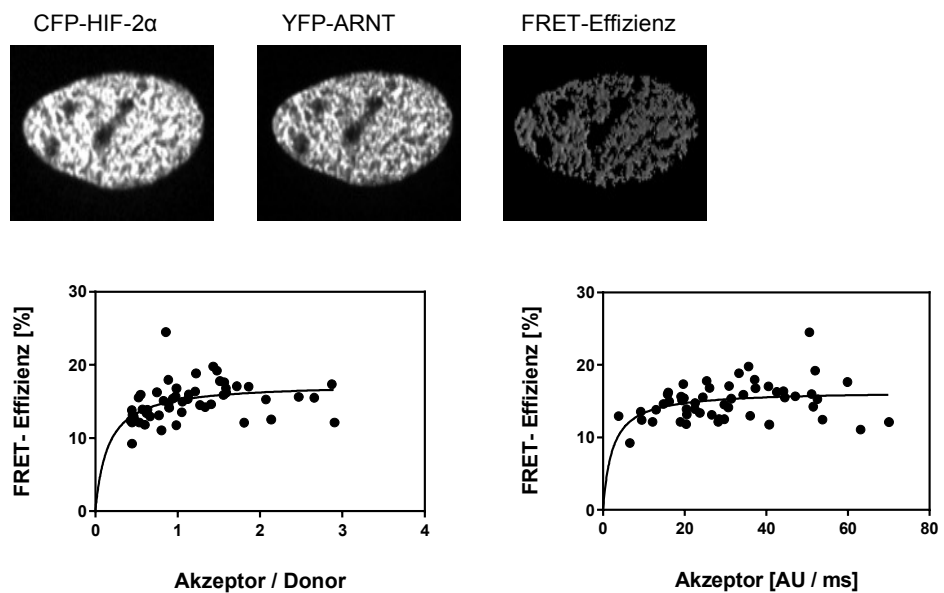 CFP-HIF-2α YFP-ARNT FRET-Effizienz
FRET- Effizienz [%]
30
20
10
0
0 1 2 3 4
Akzeptor / Donor
FRET- Effizienz [%]
30
20
10
0
0 20 40 60 80
Akzeptor [AU / ms]